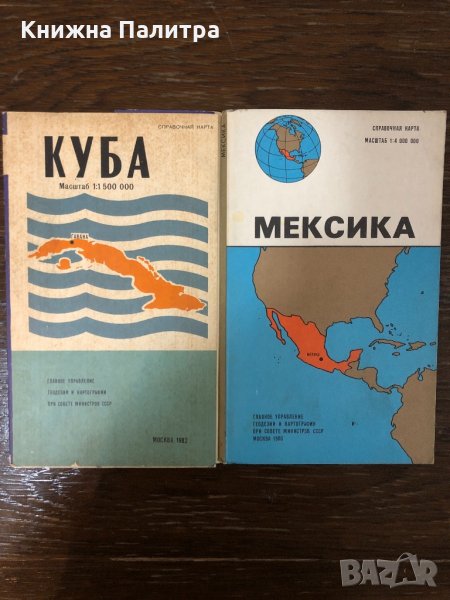 Книжна Палитра
СПРАВОЧНАЯ КАРТА
КУБА
Масштаб 1:1 500 000
ГАВАНА
ГЛАВНОЕ УПРАВЛЕНИЕ
ГЕОДЕЗИИ И КАРТОГРАФИИ
ПРИ СОВЕТЕ МИНИСТРОВ СССР
МОСКВА 1982
МЕКСИКА
СПРАВОЧНАЯ КАРТА
МАСШТАБ 1:4 000 000
МЕКСИКА
МЕХИКО
ГЛАВНОЕ УПРАВЛЕНИЕ
ГЕОДЕЗИИ И КАРТОГРАФИИ
ПРИ СОВЕТЕ МИНИСТРОВ СССР
МОСКВА 1980
BAZAR